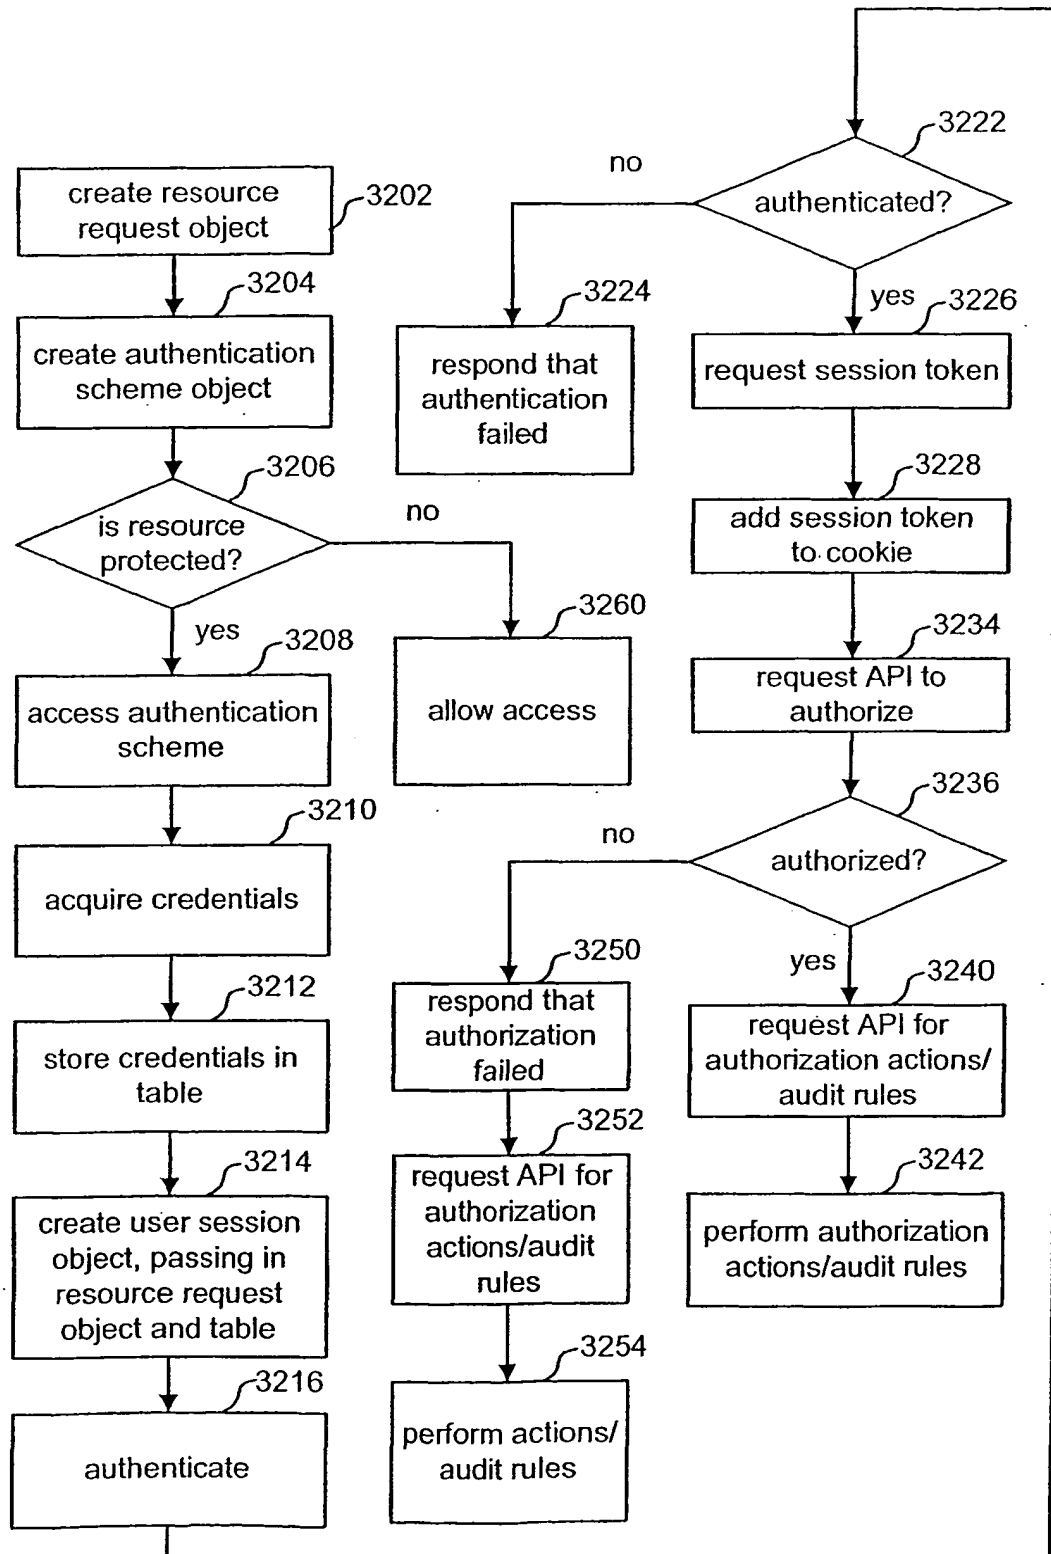 create resource
request object
3202
3204
create authentication
scheme object
3206
is resource
protected?
no
yes
3208
access authentication
scheme
3210
acquire credentials
3212
store credentials in
table
3214
create user session
object, passing in
resource request
object and table
3216
authenticate
3222
authenticated?
no
3224
respond that
authentication
failed
yes
3226
request session token
3228
add session token
to cookie
3260
allow access
3234
request API to
authorize
3236
authorized?
no
3250
respond that
authorization
failed
3252
request API for
authorization
actions/audit
rules
3254
perform actions/
audit rules
yes
3240
request API for
authorization actions/
audit rules
3242
perform authorization
actions/audit rules